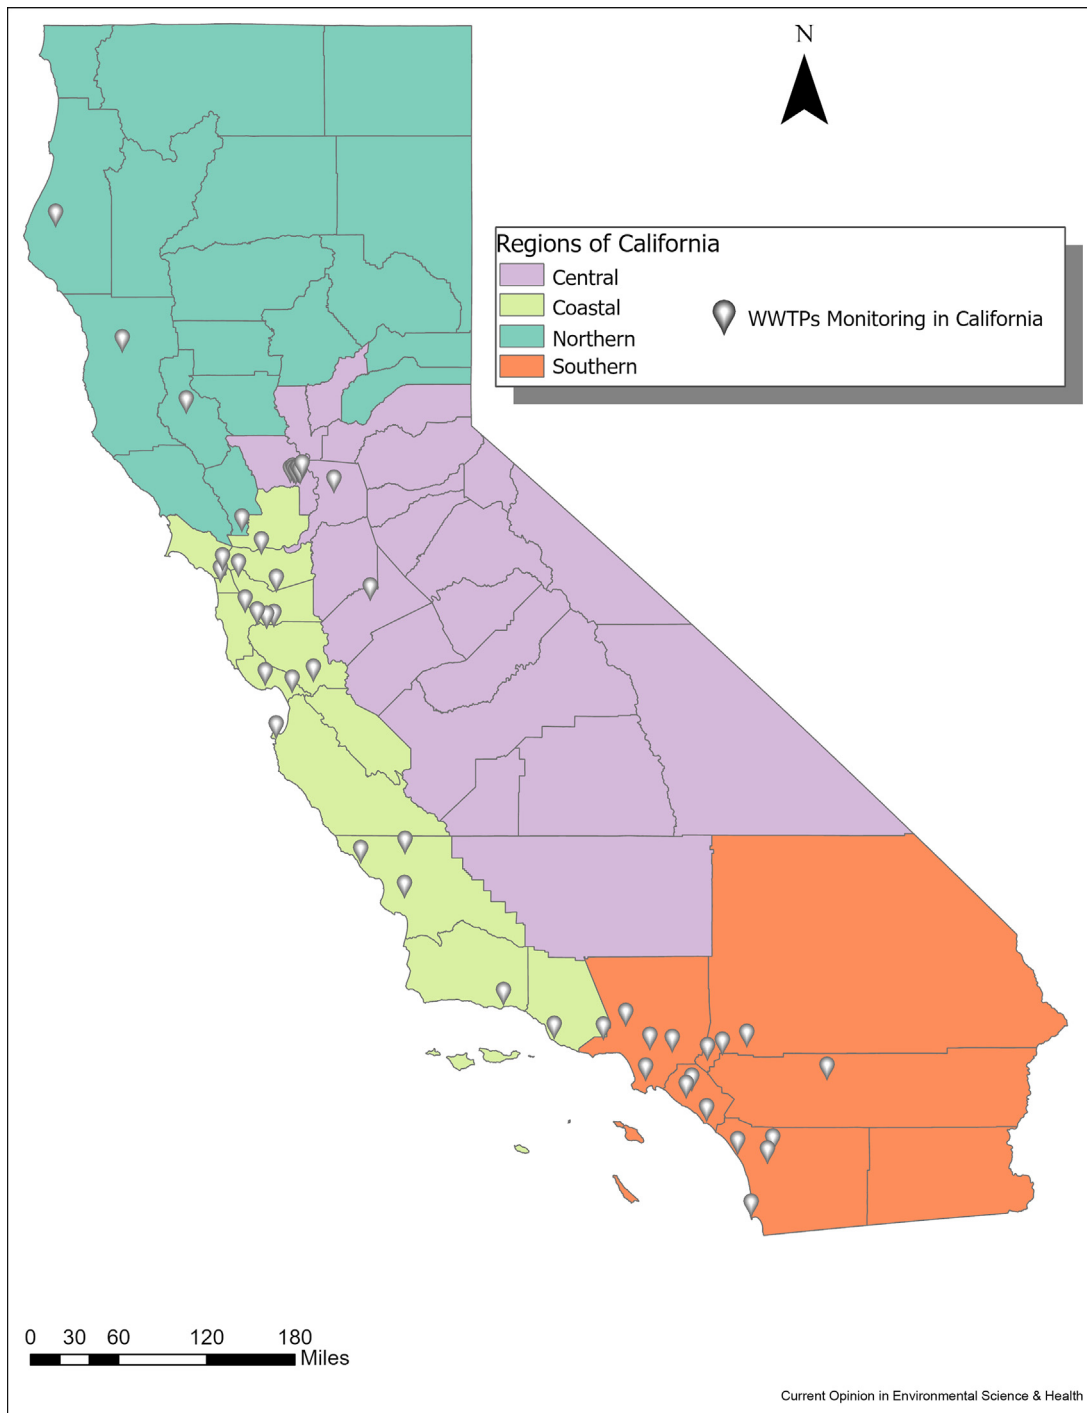 N
Regions of California
Central
Coastal
Northern
Southern
WWTPs Monitoring in California
0 30 60 120 180
Miles
Current Opinion in Environmental Science & Health